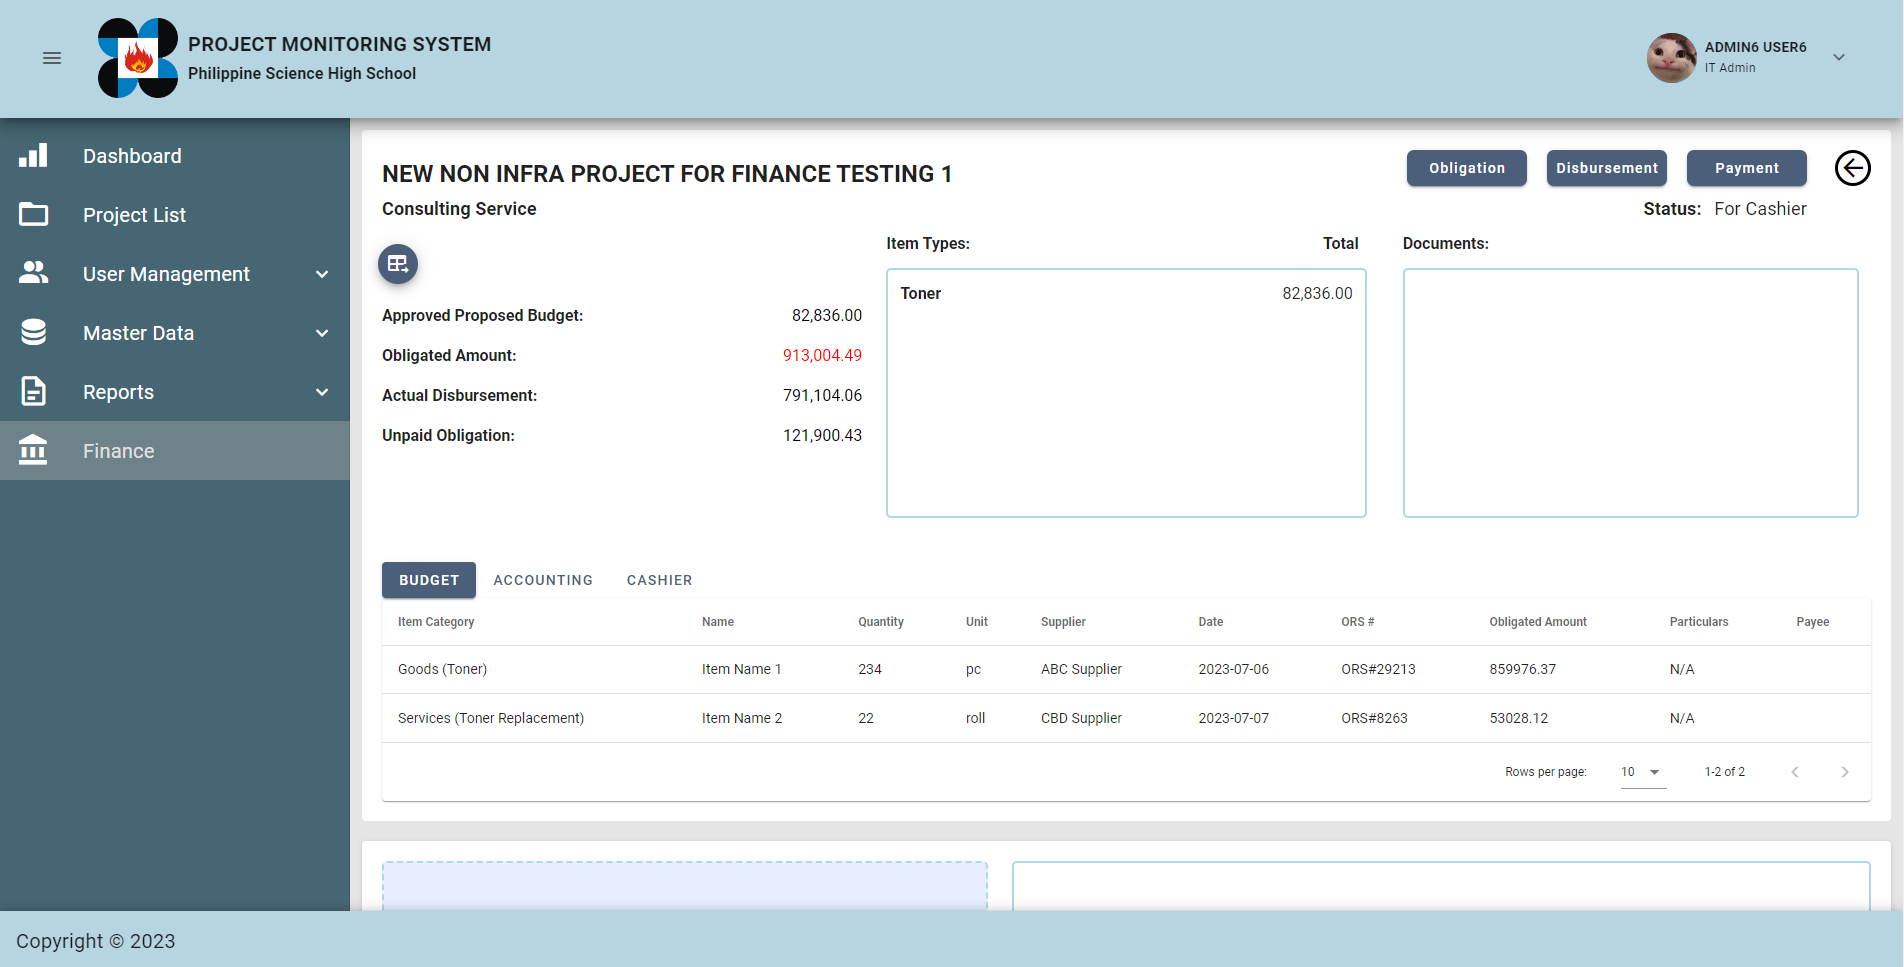 PROJECT MONITORING SYSTEM
Philippine Science High School
ADMIN6 USER6
IT Admin
Dashboard
Project List
User Management
Master Data
Reports
Finance
NEW NON INFRA PROJECT FOR FINANCE TESTING 1
Obligation Disbursement Payment
Consulting Service
Status: For Cashier
Item Types: Total
Documents:
Toner 82,836.00
Approved Proposed Budget: 82,836.00
Obligated Amount: 913,004.49
Actual Disbursement: 791,104.06
Unpaid Obligation: 121,900.43
BUDGET ACCOUNTING CASHIER
Item Category Name Quantity Unit Supplier Date ORS # Obligated Amount Particulars Payee
Goods (Toner) Item Name 1 234 pc ABC Supplier 2023-07-06 ORS#29213 859976.37 N/A
Services (Toner Replacement) Item Name 2 22 roll CBD Supplier 2023-07-07 ORS#8263 53028.12 N/A
Rows per page: 10 1-2 of 2
Copyright © 2023